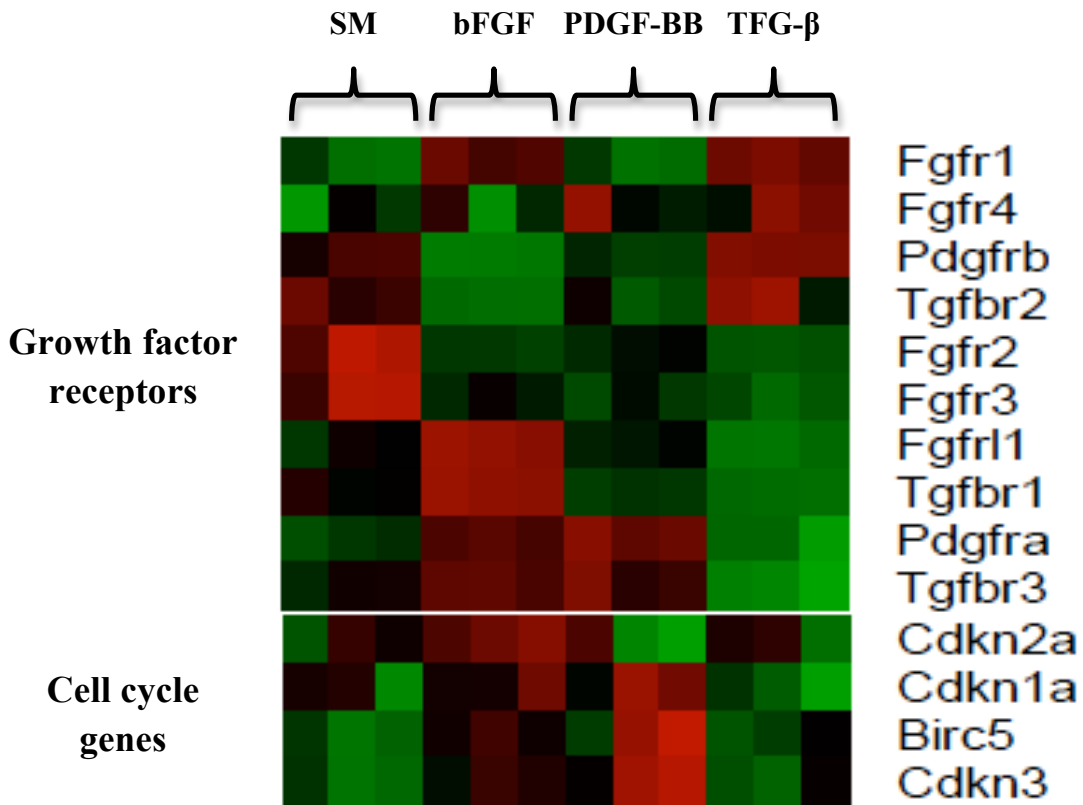 SM bFGF PDGF-BB TFG-β
Fgfr1
Fgfr4
Pdgfrb
Tgfbr2
Growth factor
receptors
Fgfr2
Fgfr3
Fgfrl1
Tgfbr1
Pdgfra
Tgfbr3
Cell cycle
genes
Cdkn2a
Cdkn1a
Birc5
Cdkn3